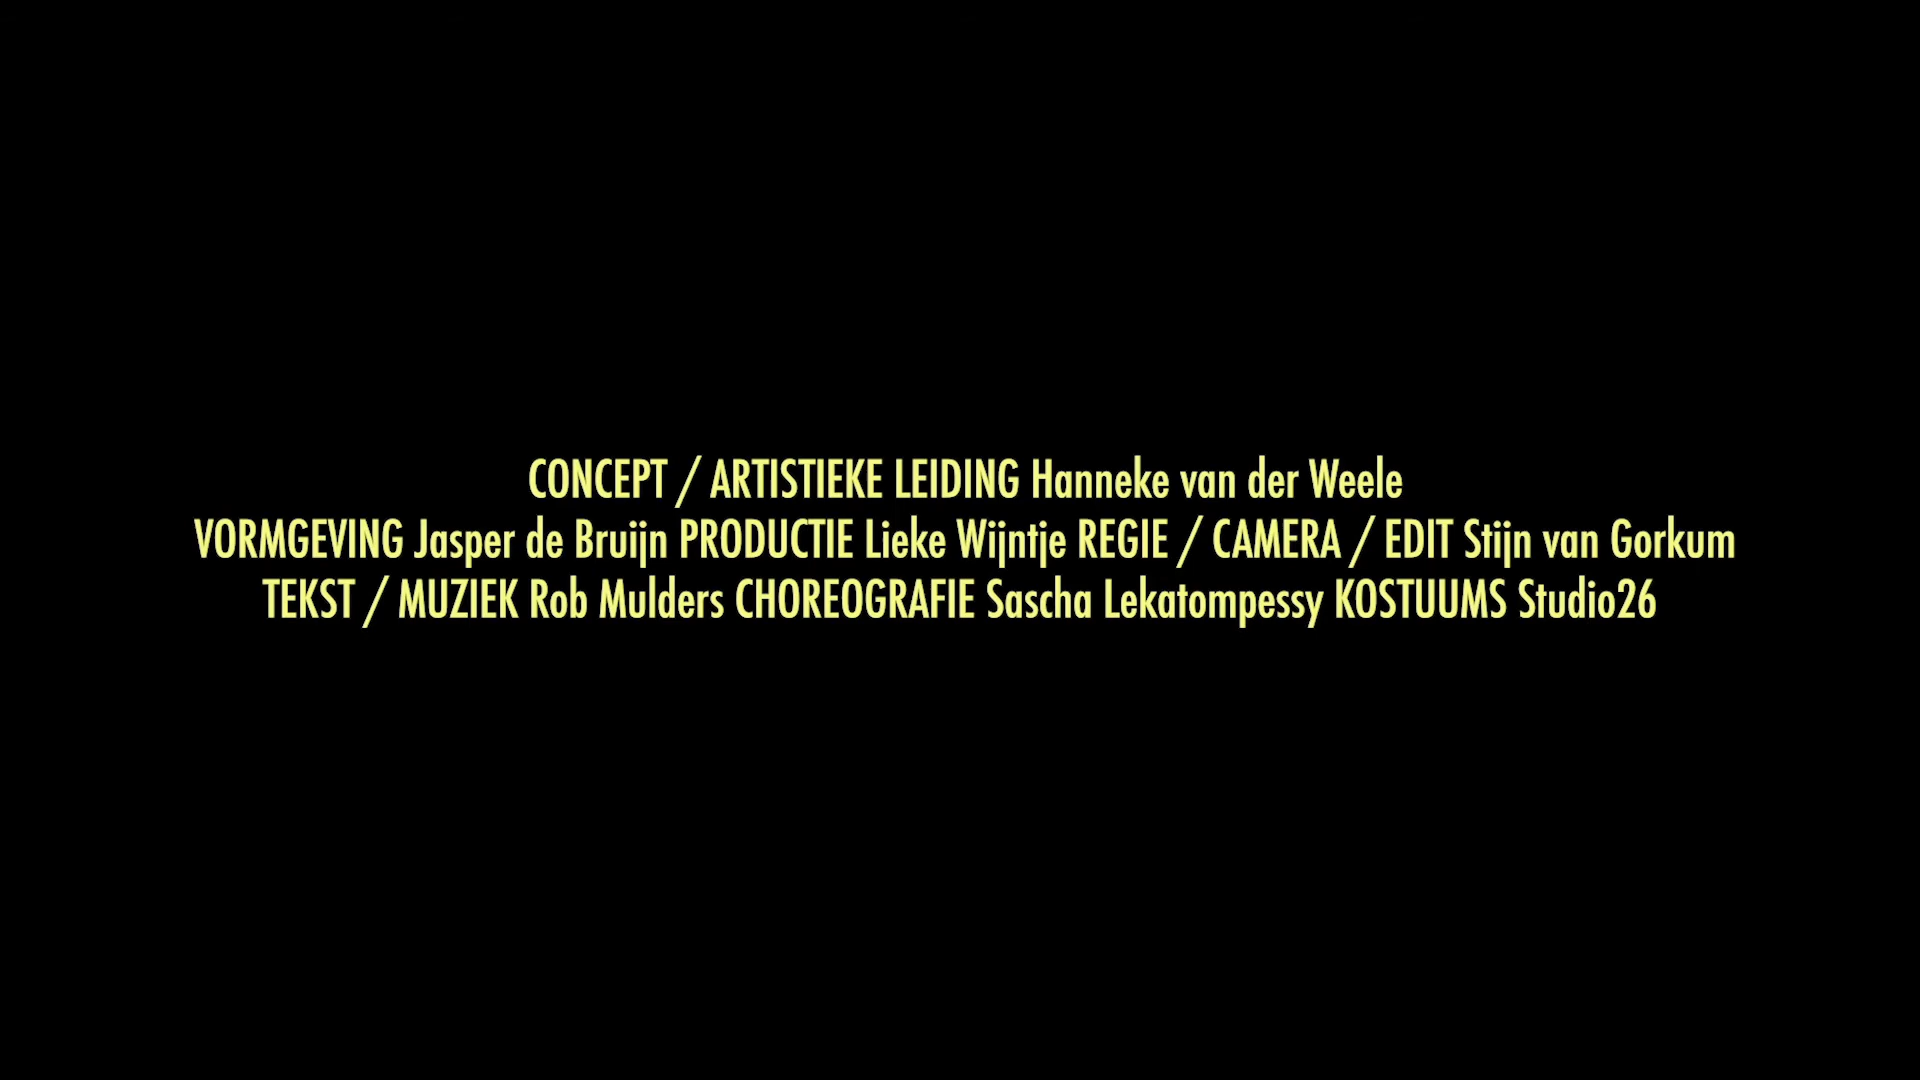 CONCEPT / ARTISTIEKE LEIDING Hanneke van der Weele
VORMGEVING Jasper de Bruijn PRODUCTIE Lieke Wijntje REGIE / CAMERA / EDIT Stijn van Gorkum
TEKST / MUZIEK Rob Mulders CHOREOGRAFIE Sascha Lekatompessy KOSTUUMS Studio26